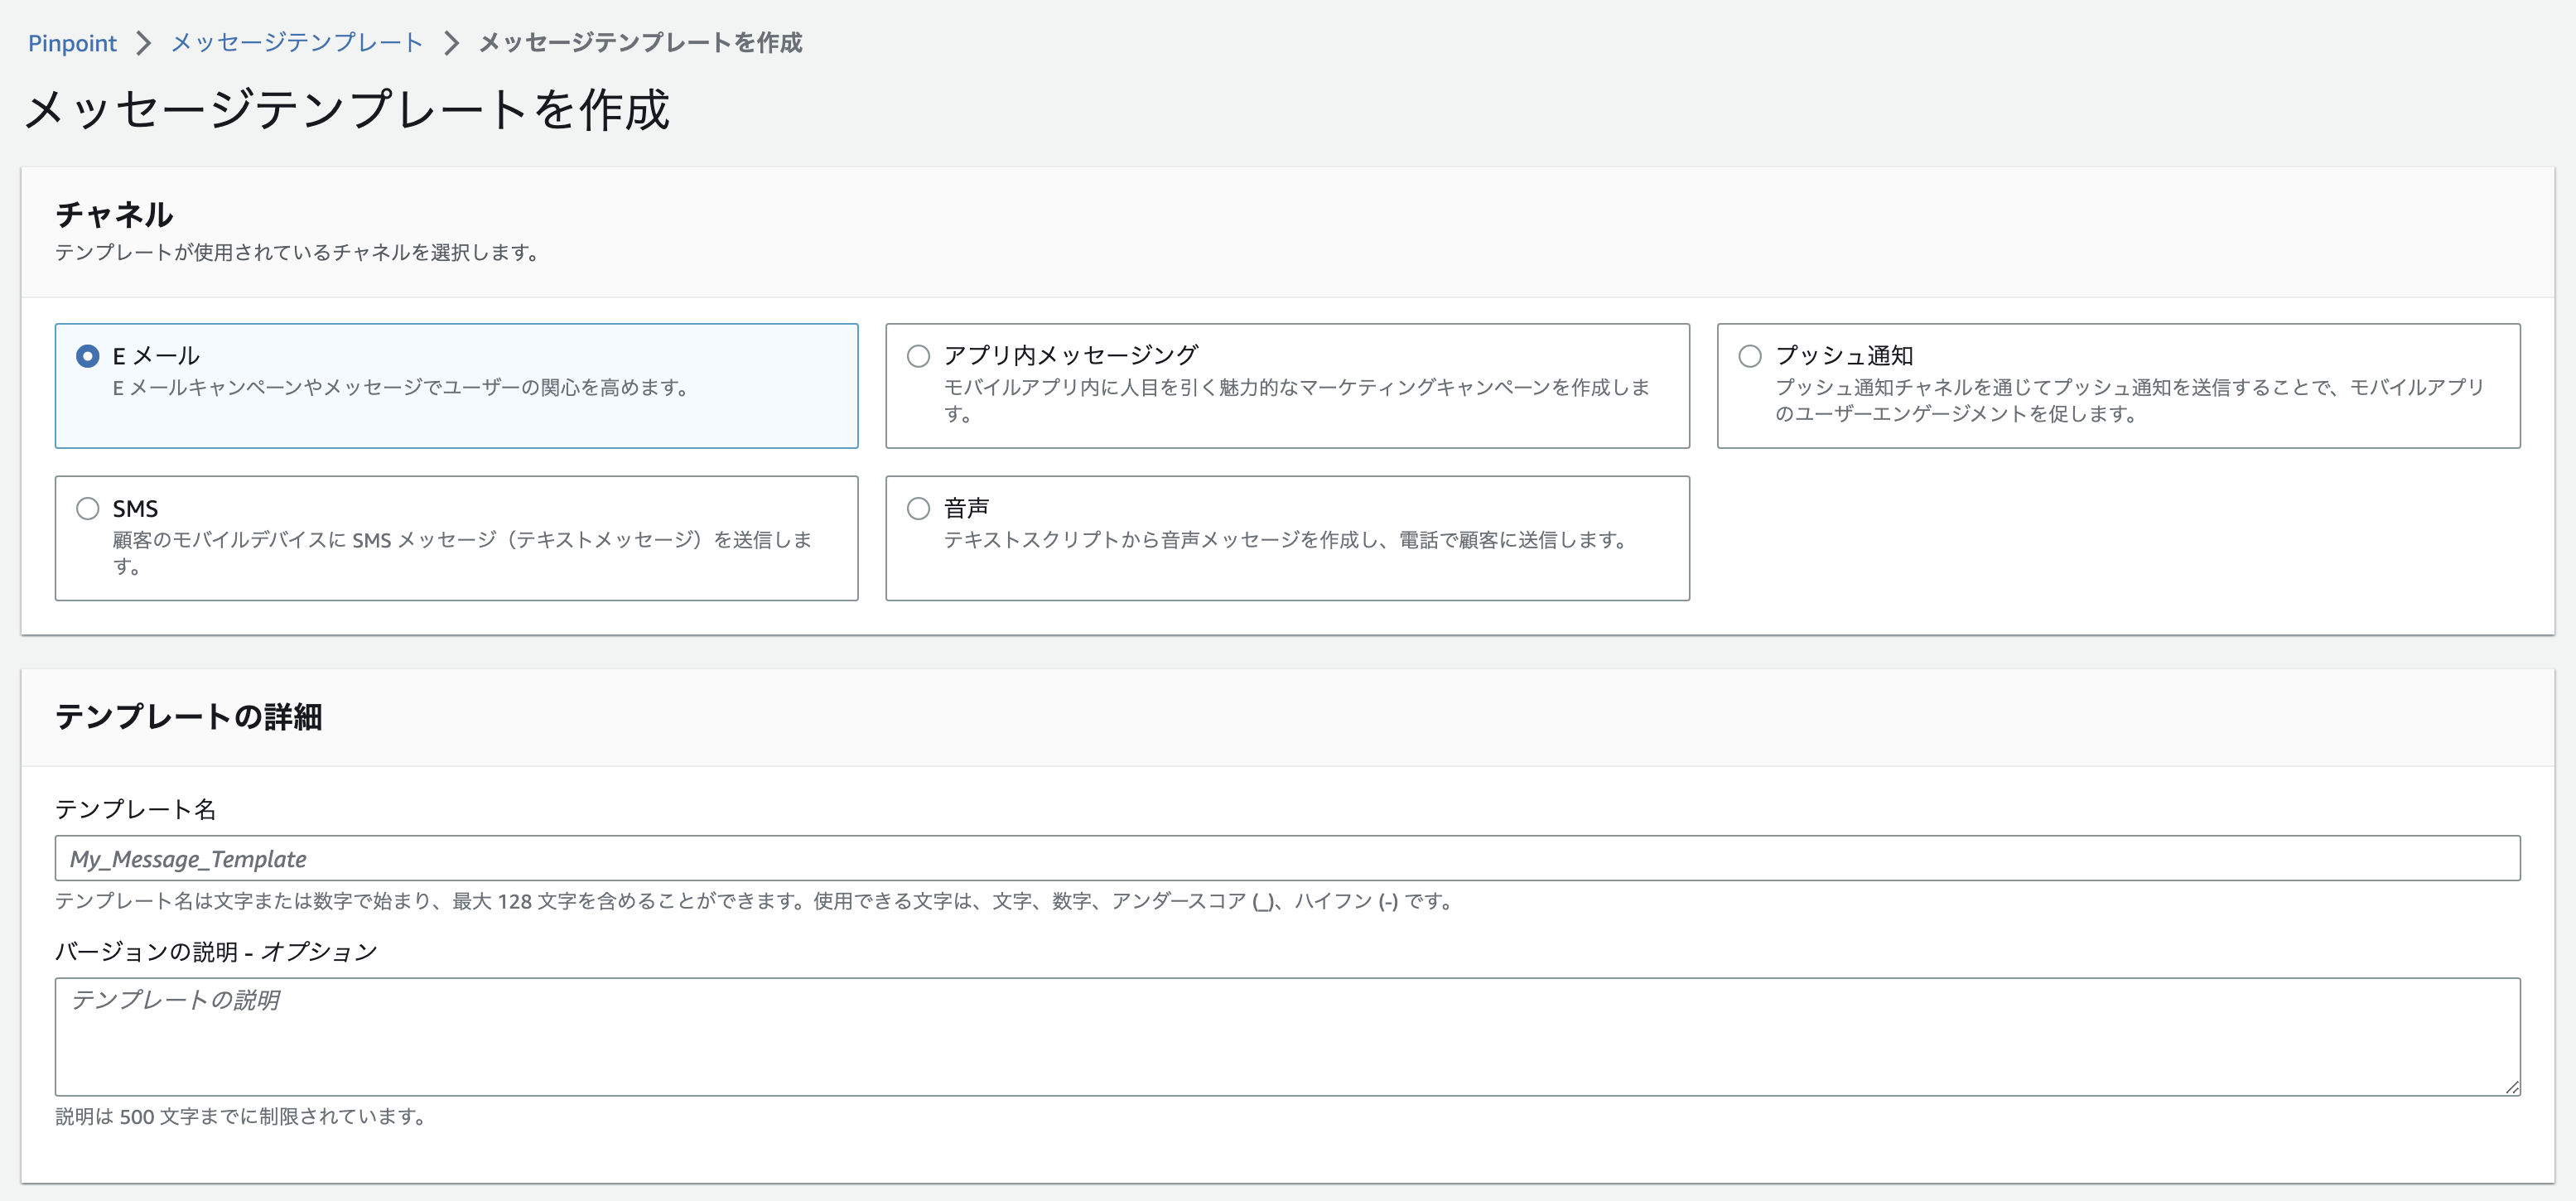 Pinpoint メッセージテンプレート メッセージテンプレートを作成
メッセージテンプレートを作成
チャネル
テンプレートが使用されているチャネルを選択します。
E メール
E メールキャンペーンやメッセージでユーザーの関心を高めます。
アプリ内メッセージング
モバイルアプリ内に人目を引く魅力的なマーケティングキャンペーンを作成しま
す。
プッシュ通知
プッシュ通知チャネルを通じてプッシュ通知を送信することで、モバイルアプリ
のユーザーエンゲージメントを促します。
SMS
顧客のモバイルデバイスに SMS メッセージ（テキストメッセージ）を送信しま
す。
音声
テキストスクリプトから音声メッセージを作成し、電話で顧客に送信します。
テンプレートの詳細
テンプレート名
My_Message_Template
テンプレート名は文字または数字で始まり、最大 128 文字を含めることができます。使用できる文字は、文字、数字、アンダースコア (_)、ハイフン (-) です。
バージョンの説明 - オプション
テンプレートの説明
説明は 500 文字までに制限されています。